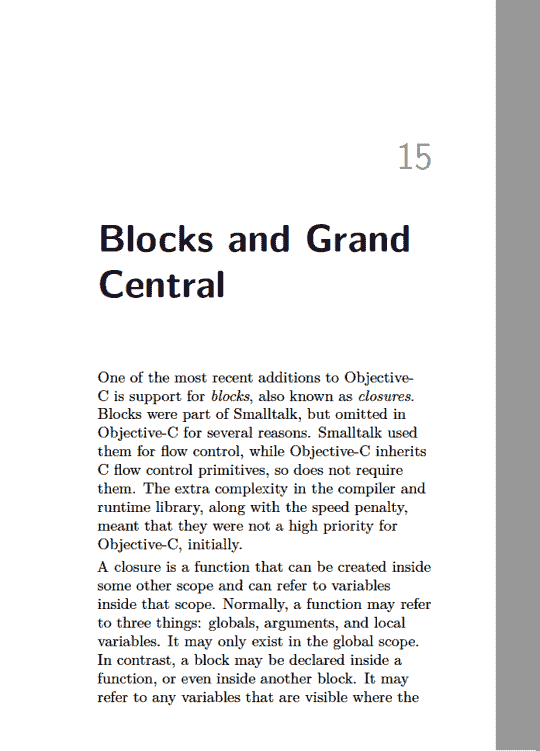 15
Blocks and Grand
Central
One of the most recent additions to Objective-
C is support for blocks, also known as closures.
Blocks were part of Smalltalk, but omitted in
Objective-C for several reasons. Smalltalk used
them for flow control, while Objective-C inherits
C flow control primitives, so does not require
them. The extra complexity in the compiler and
runtime library, along with the speed penalty,
meant that they were not a high priority for
Objective-C, initially.
A closure is a function that can be created inside
some other scope and can refer to variables
inside that scope. Normally, a function may refer
to three things: globals, arguments, and local
variables. It may only exist in the global scope.
In contrast, a block may be declared inside a
function, or even inside another block. It may
refer to any variables that are visible where the